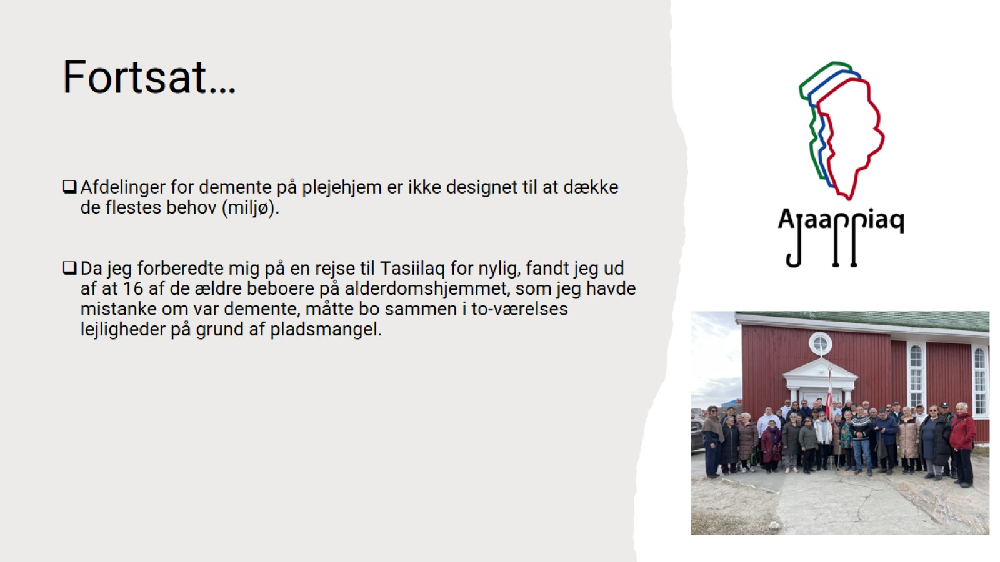 Fortsat...
❑ Afdelinger for demente på plejehjem er ikke designet til at dække
de flestes behov (miljø).
❑ Da jeg forberedte mig på en rejse til Tasiilaq for nylig, fandt jeg ud
af at 16 af de ældre beboere på alderdomshjemmet, som jeg havde
mistanke om var demente, måtte bo sammen i to-værelses
lejligheder på grund af pladsmangel.
Ajaappiaq